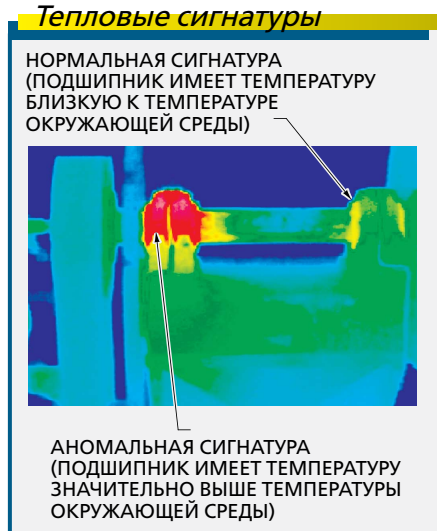 Тепловые сигнатуры
НОРМАЛЬНАЯ СИГНАТУРА
(ПОДШИПНИК ИМЕЕТ ТЕМПЕРАТУРУ
БЛИЗКУЮ К ТЕМПЕРАТУРЕ
ОКРУЖАЮЩЕЙ СРЕДЫ)
АНОМАЛЬНАЯ СИГНАТУРА
(ПОДШИПНИК ИМЕЕТ ТЕМПЕРАТУРУ
ЗНАЧИТЕЛЬНО ВЫШЕ ТЕМПЕРАТУРЫ
ОКРУЖАЮЩЕЙ СРЕДЫ)